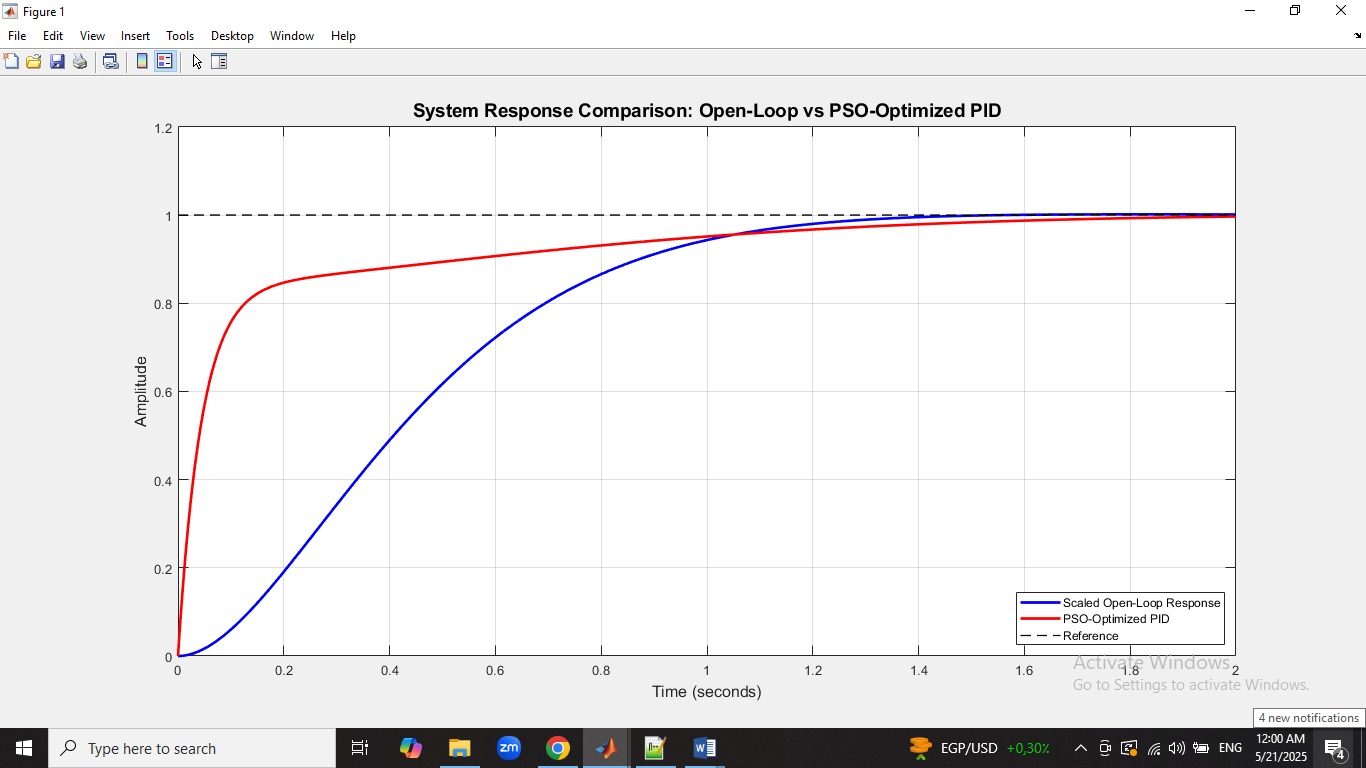 Figure 1
File Edit View Insert Tools Desktop Window Help
System Response Comparison: Open-Loop vs PSO-Optimized PID
1.2
1
0.8
0.6
0.4
0.2
0
Amplitude
0 0.2 0.4 0.6 0.8 1 1.2 1.4 1.6 1.8 2
Time (seconds)
Scaled Open-Loop Response
PSO-Optimized PID
Reference
Activate Windows
Go to Settings to activate Windows.
4 new notifications
Type here to search
zm
W
EGP/USD +0,30%
ENG
12:00 AM
5/21/2025
4